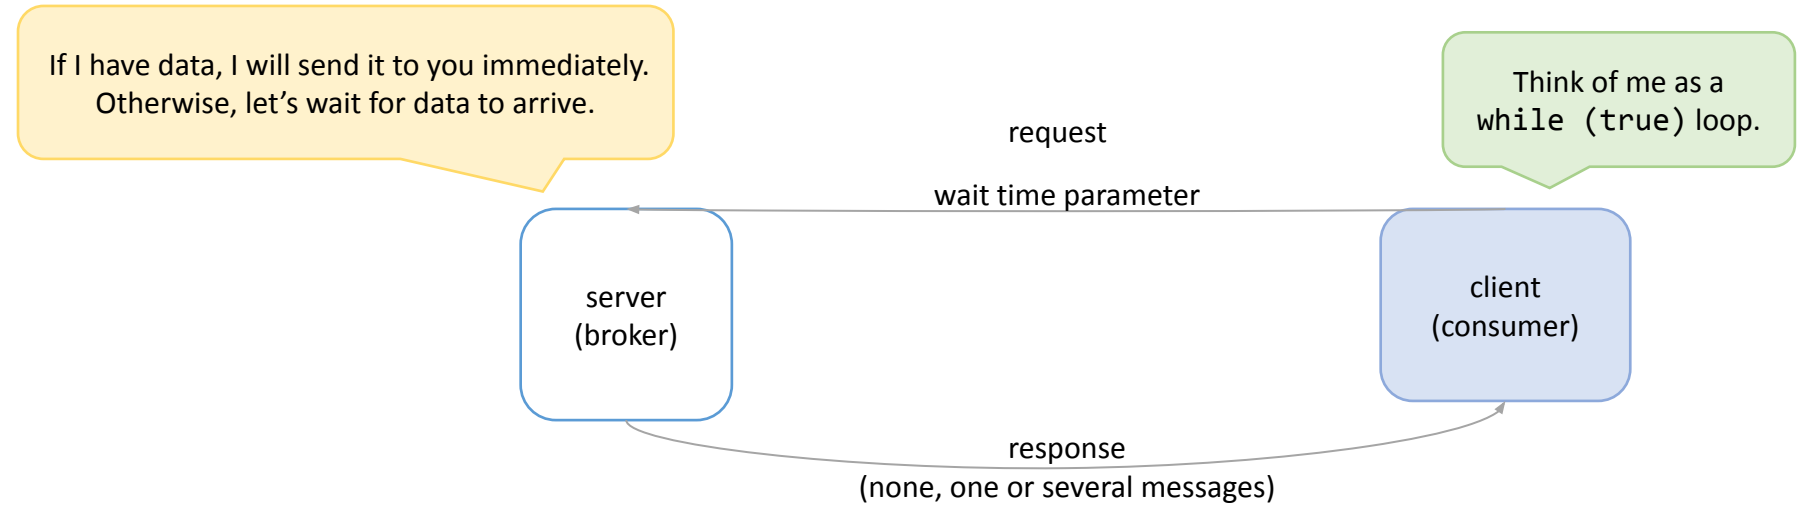 If I have data, I will send it to you immediately.
Otherwise, let’s wait for data to arrive.
Think of me as a
while (true) loop.
request
wait time parameter
server
(broker)
client
(consumer)
response
(none, one or several messages)